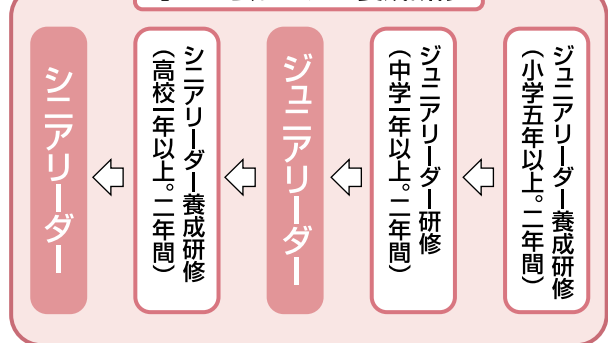 ジュニアリーダー養成研修
（小学五年以上。二年間）
ジュニアリーダー研修
（中学一年以上。二年間）
ジュニアリーダー
シニアリーダー養成研修
（高校一年以上。二年間）
シニアリーダー